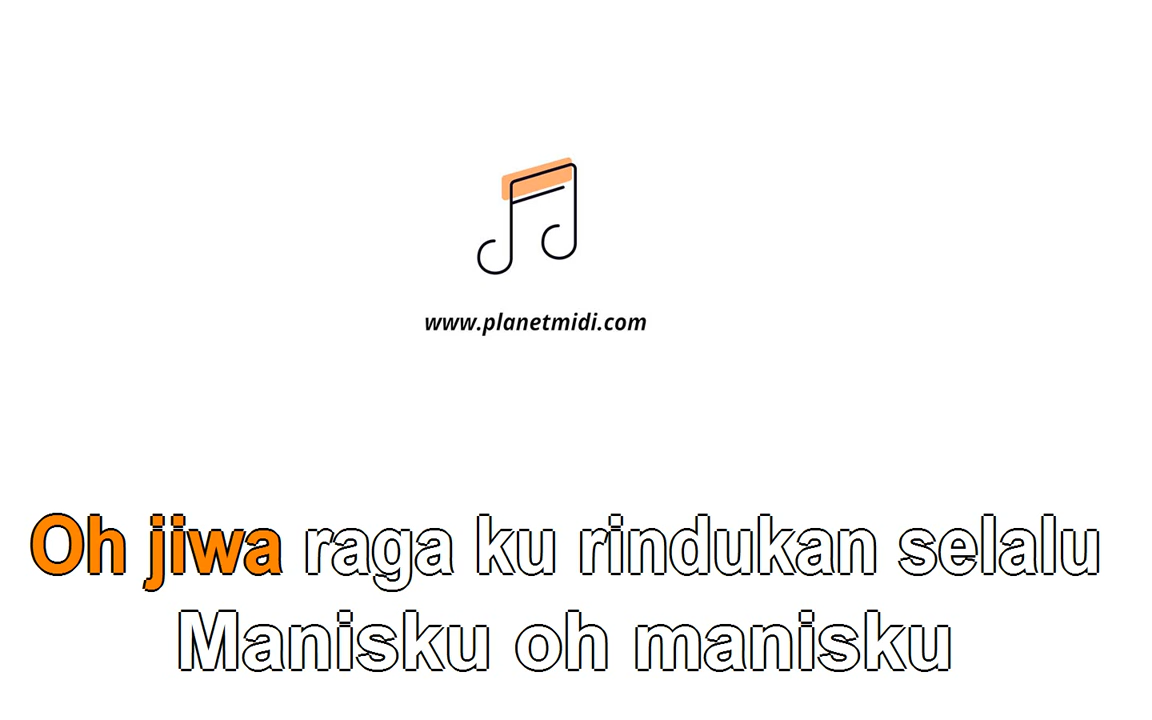 www.planetmidi.com
Oh jiwa raga ku rindukan selalu
Manisku oh manisku